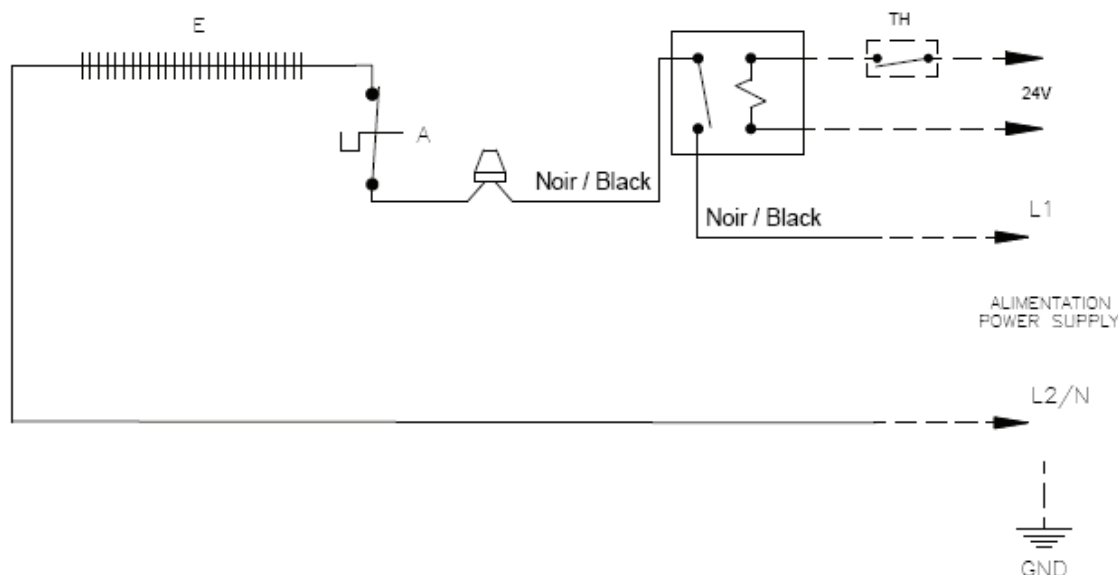 E
TH
24V
A
Noir / Black
Noir / Black
L1
ALIMENTATION
POWER SUPPLY
L2/N
GND